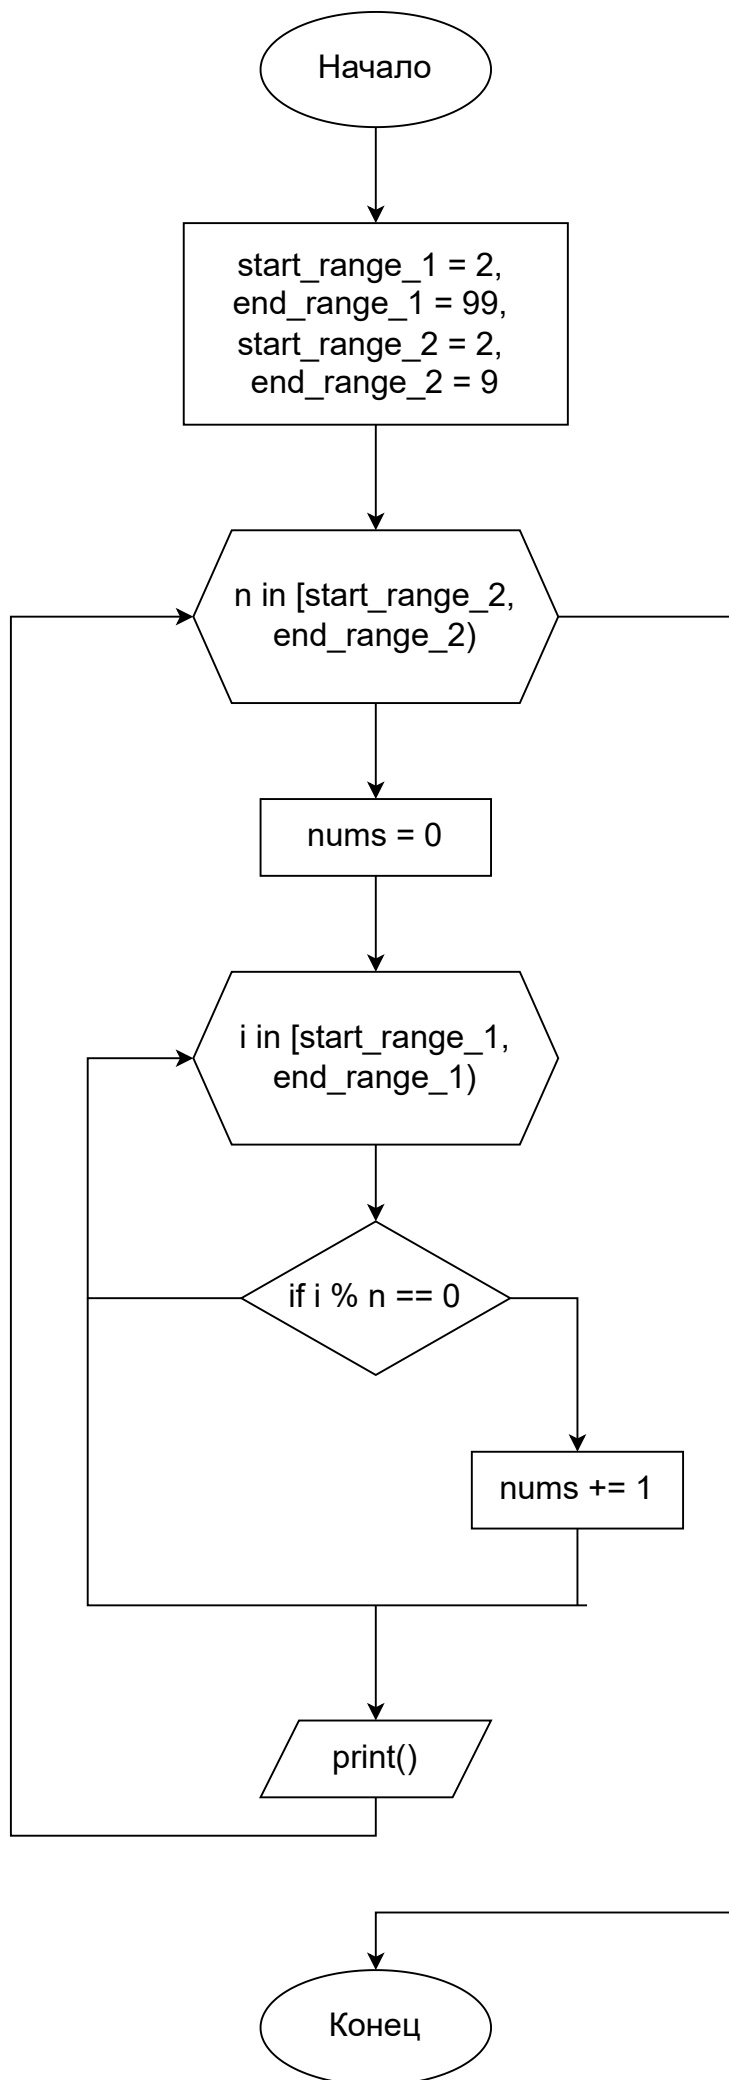 Начало
start_range_1 = 2,
end_range_1 = 99,
start_range_2 = 2,
end_range_2 = 9
n in [start_range_2,
end_range_2)
nums = 0
i in [start_range_1,
end_range_1)
if i % n == 0
nums += 1
print()
Конец